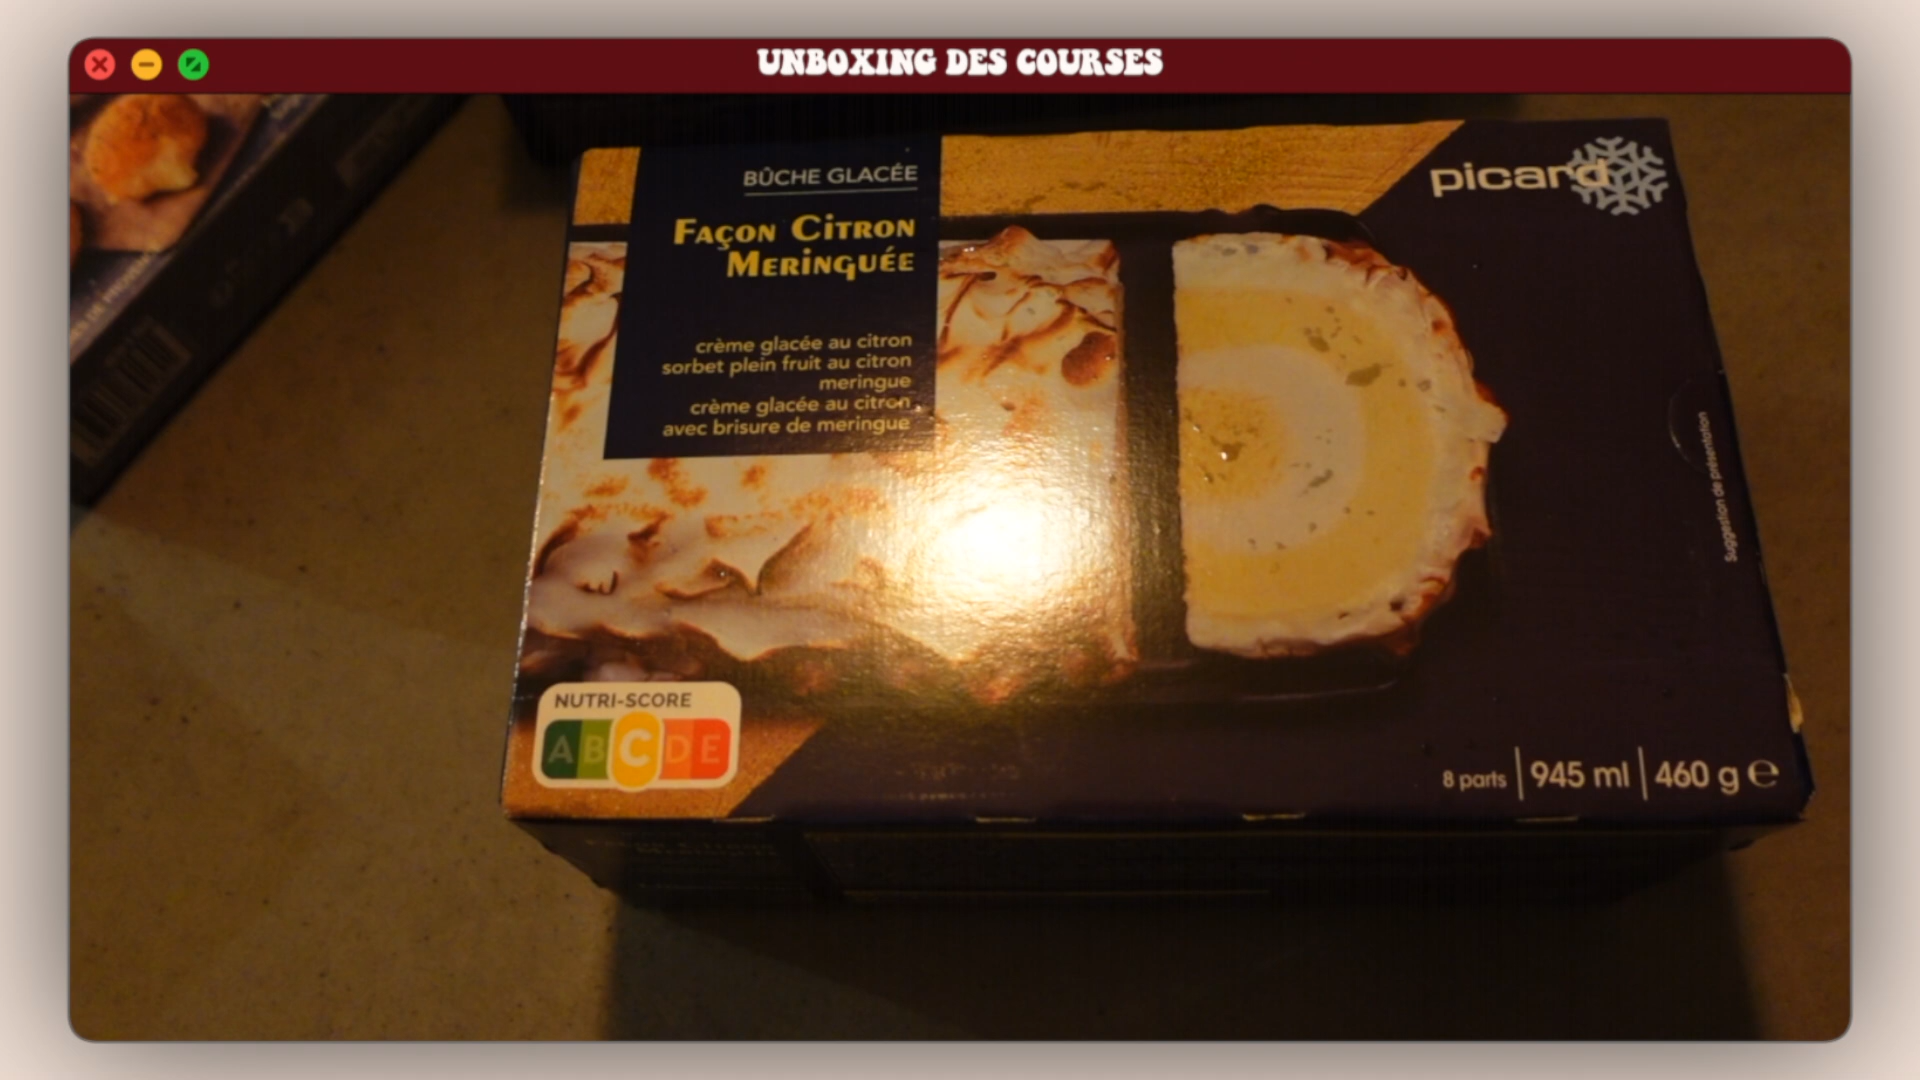 UNBOXING DES COURSES
BÛCHE GLACÉE
FAÇON CITRON
MERINGUÉE
crème glacée au citron
sorbet plein fruit au citron
meringue
crème glacée au citron
avec brisure de meringue
picard
Suggestion de présentation
NUTRI-SCORE
A B C D E
8 parts | 945 ml | 460 g ℮